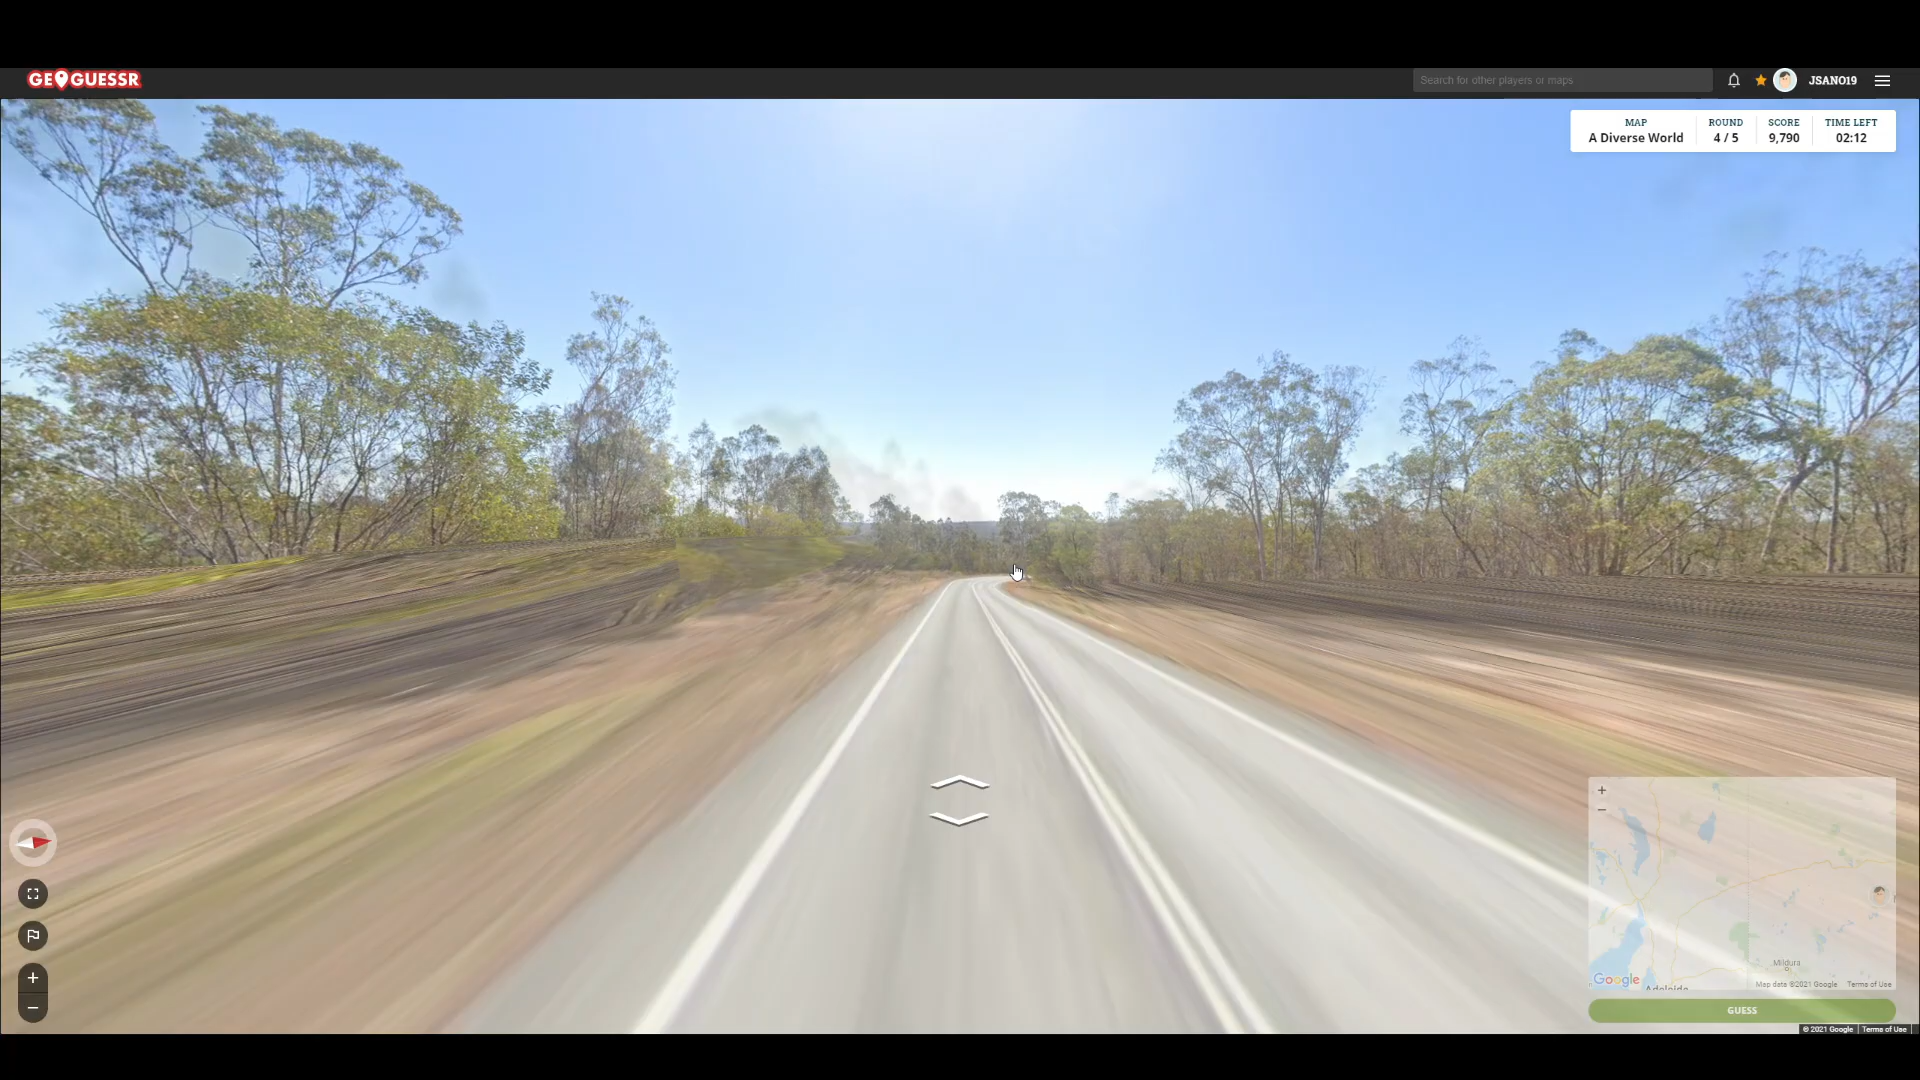 GEOGUESSR
Search for other players or maps
JSANO19
MAP
ROUND
SCORE
TIME LEFT
A Diverse World
4 / 5
9,790
02:12
+
−
Mildura
Google
Adelaide
Map data ©2021 Google
Terms of Use
GUESS
+
−
© 2021 Google
Terms of Use